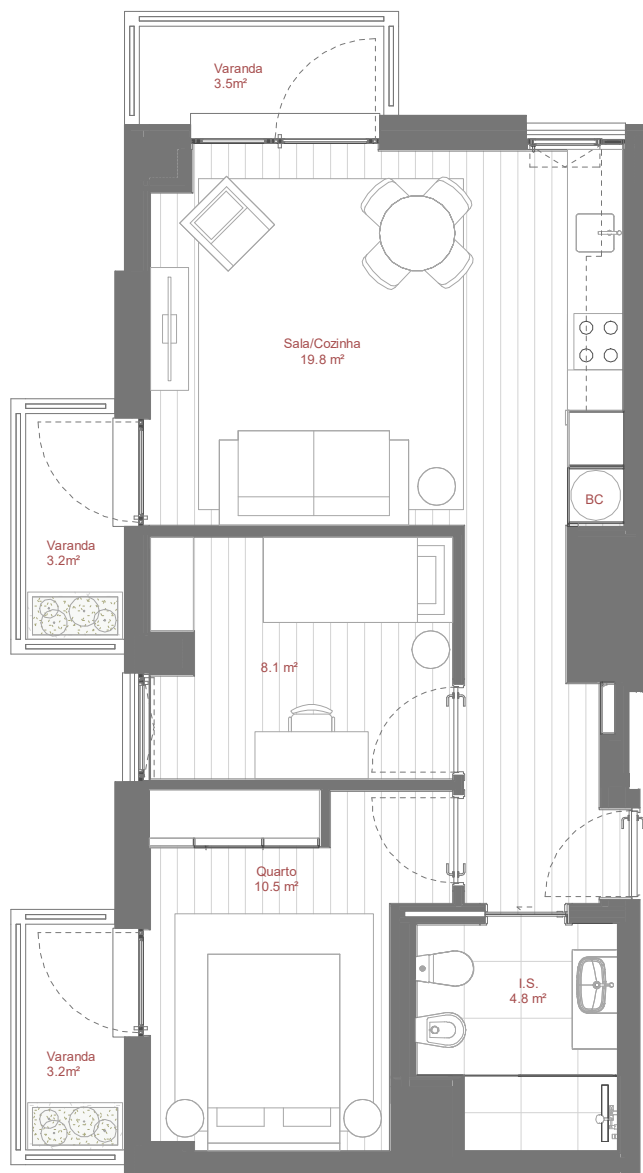 Varanda
3.5m²
Sala/Cozinha
19.8 m²
BC
Varanda
3.2m²
8.1 m²
Quarto
10.5 m²
I.S.
4.8 m²
Varanda
3.2m²